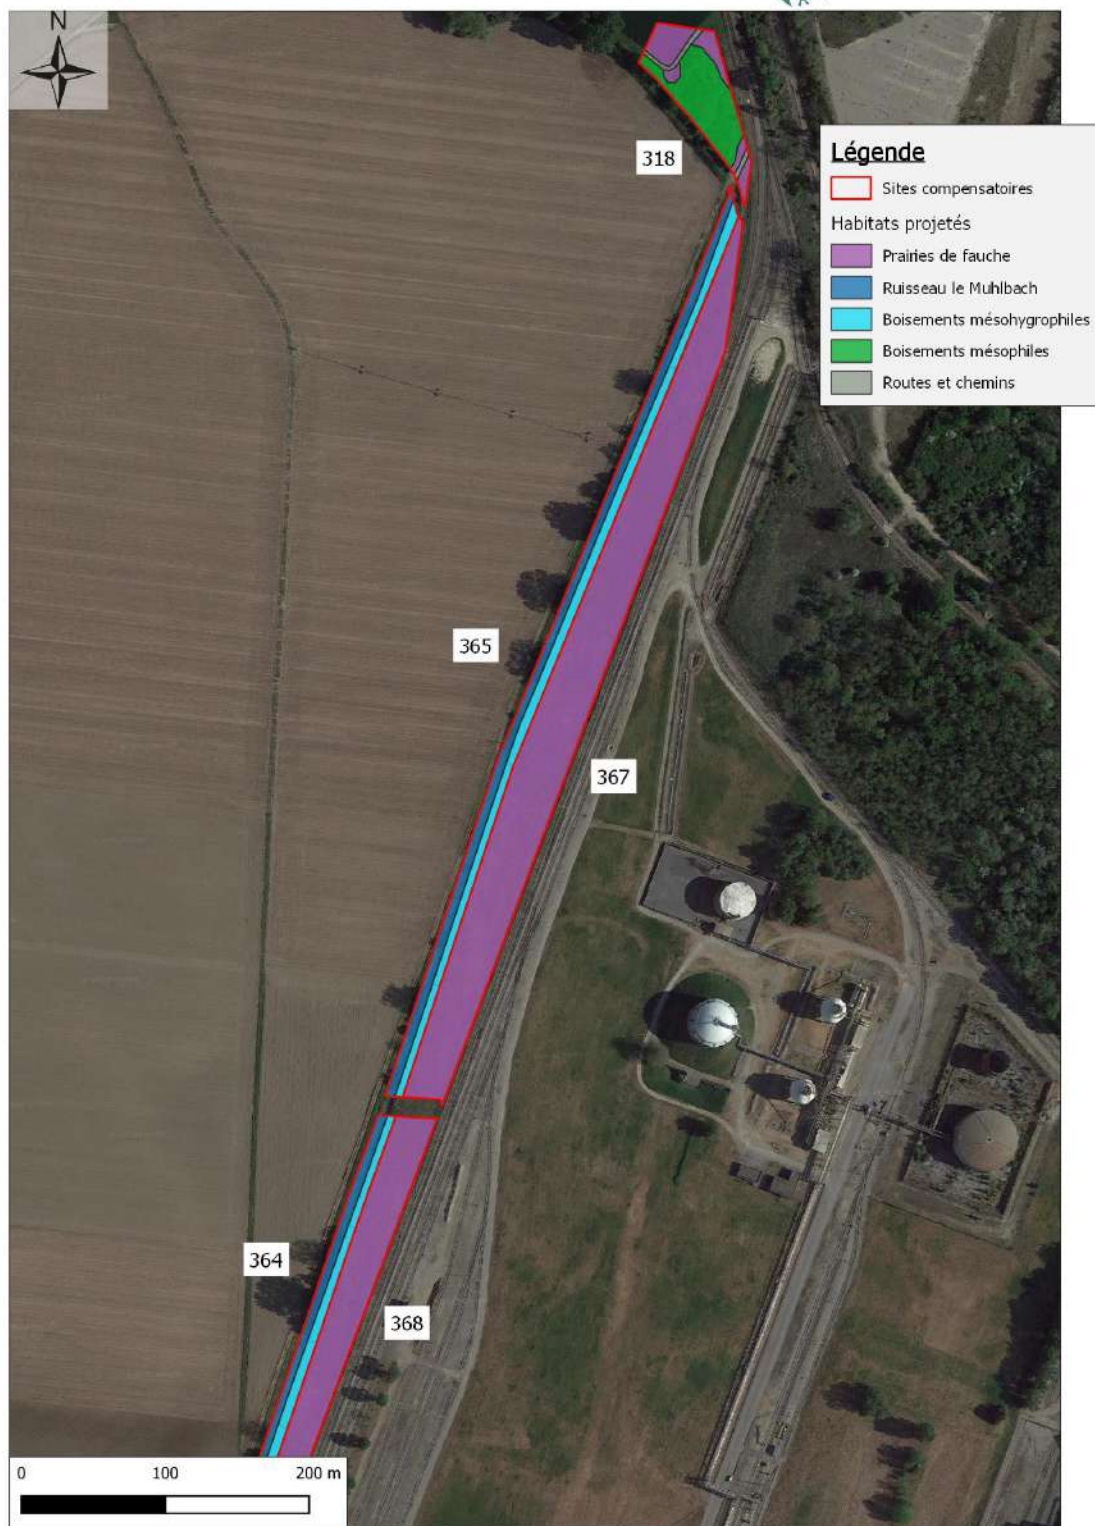 N
318
Légende
Sites compensatoires
Habitats projetés
Prairies de fauche
Ruisseau le Muhlbach
Boisements mésohygrophiles
Boisements mésophiles
Routes et chemins
365
367
364
368
0 100 200 m